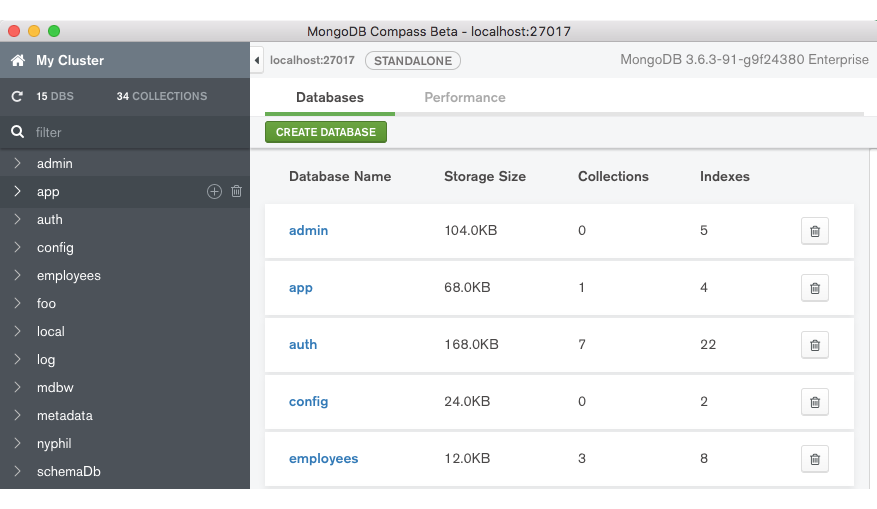 MongoDB Compass Beta - localhost:27017
My Cluster
localhost:27017 STANDALONE MongoDB 3.6.3-91-g9f24380 Enterprise
15 DBS 34 COLLECTIONS
Databases Performance
filter
CREATE DATABASE
admin
app
auth
config
employees
foo
local
log
mdbw
metadata
nyphil
schemaDb
Database Name Storage Size Collections Indexes
admin 104.0KB 0 5
app 68.0KB 1 4
auth 168.0KB 7 22
config 24.0KB 0 2
employees 12.0KB 3 8